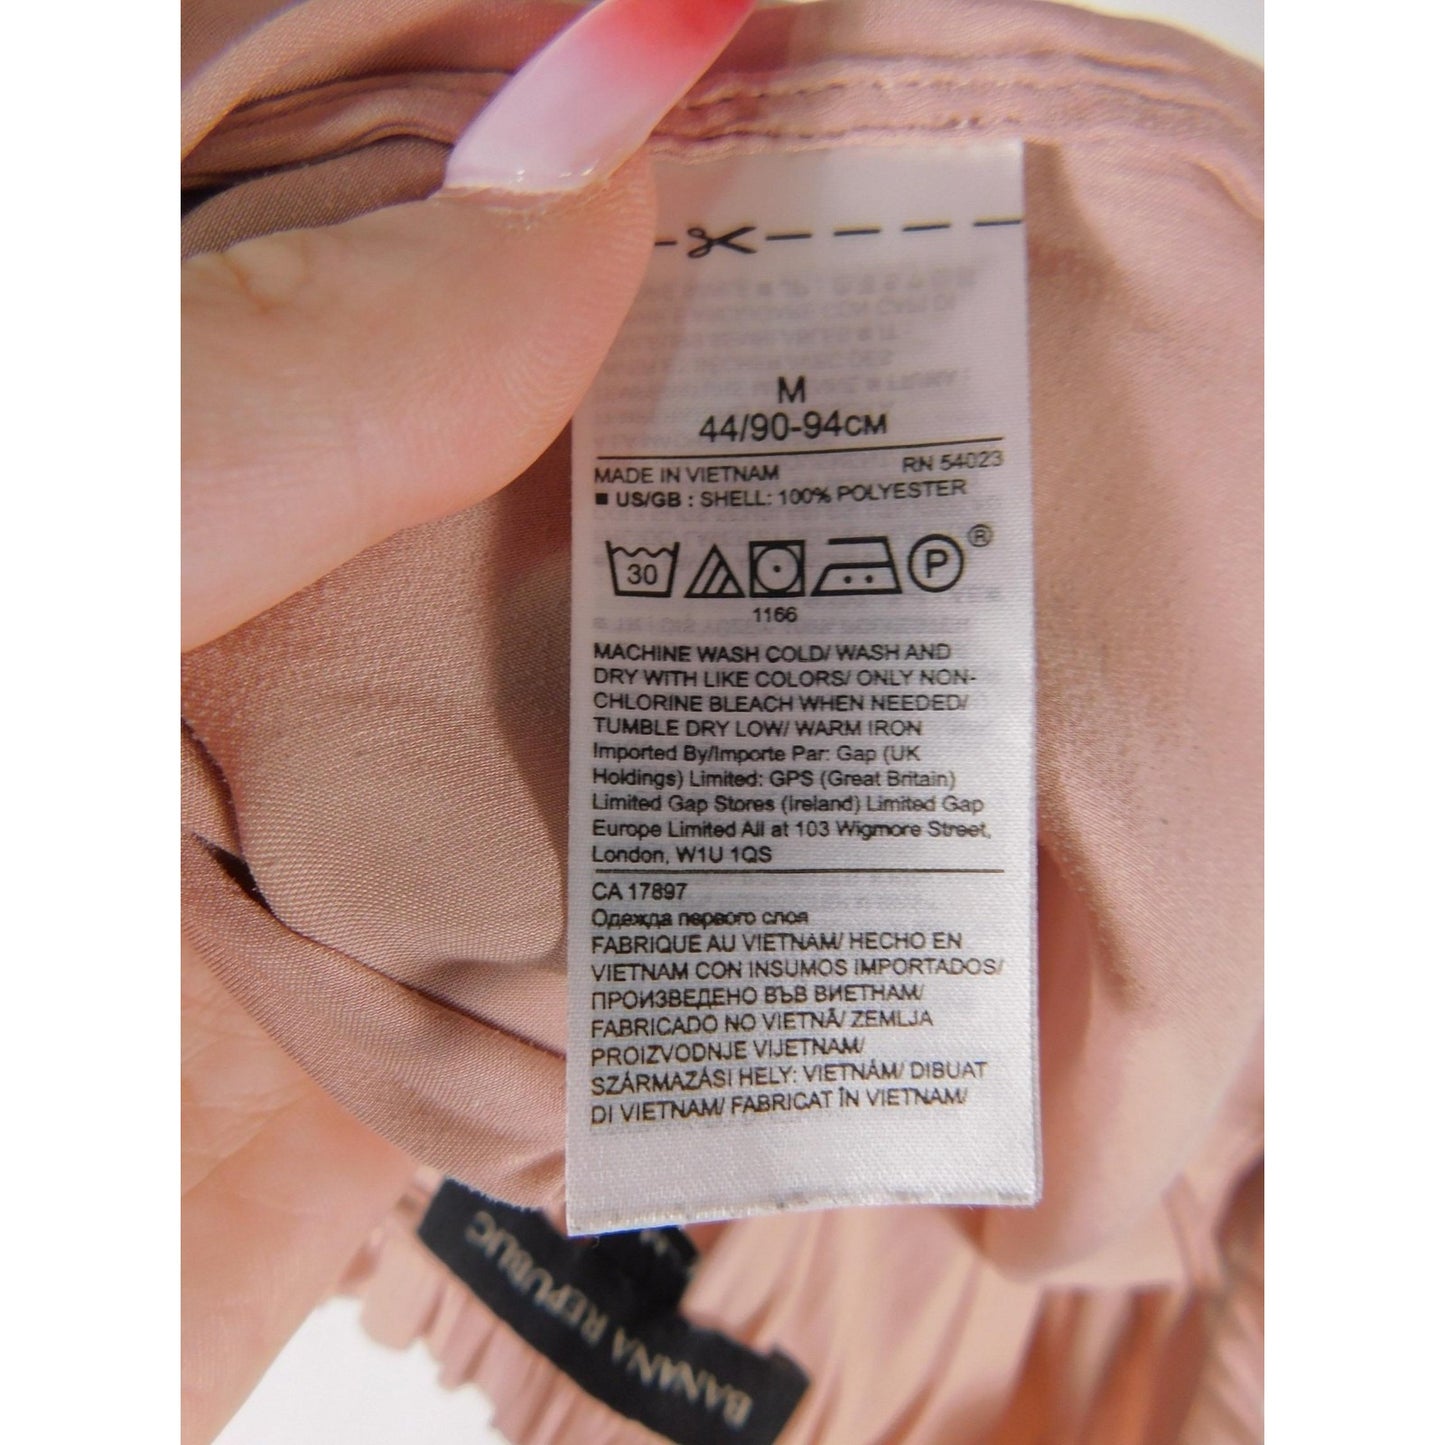 M
44/90-94CM
MADE IN VIETNAM RN 54023
■ US/GB : SHELL: 100% POLYESTER
30 P ®
1166
MACHINE WASH COLD/ WASH AND
DRY WITH LIKE COLORS/ ONLY NON-
CHLORINE BLEACH WHEN NEEDED/
TUMBLE DRY LOW/ WARM IRON
Imported By/Importe Par: Gap (UK
Holdings) Limited: GPS (Great Britain)
Limited Gap Stores (Ireland) Limited Gap
Europe Limited All at 103 Wigmore Street,
London, W1U 1QS
CA 17897
Одежда первого слоя
FABRIQUE AU VIETNAM/ HECHO EN
VIETNAM CON INSUMOS IMPORTADOS/
ПРОИЗВЕДЕНО ВЪВ ВИЕТНАМ/
FABRICADO NO VIETNÃ/ ZEMLJA
PROIZVODNJE VIJETNAM/
SZÁRMAZÁSI HELY: VIETNÁM/ DIBUAT
DI VIETNAM/ FABRICAT ÎN VIETNAM/
BANANA REPUBLIC